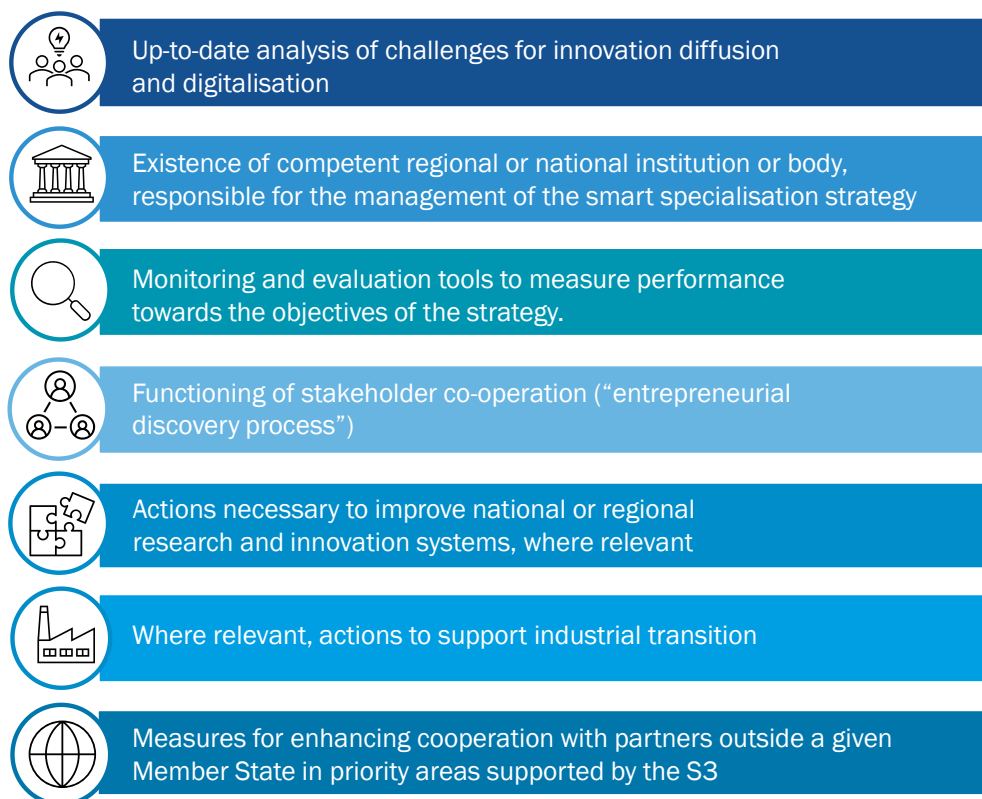 Up-to-date analysis of challenges for innovation diffusion
and digitalisation
Existence of competent regional or national institution or body,
responsible for the management of the smart specialisation strategy
Monitoring and evaluation tools to measure performance
towards the objectives of the strategy.
Functioning of stakeholder co-operation (“entrepreneurial
discovery process”)
Actions necessary to improve national or regional
research and innovation systems, where relevant
Where relevant, actions to support industrial transition
Measures for enhancing cooperation with partners outside a given
Member State in priority areas supported by the S3